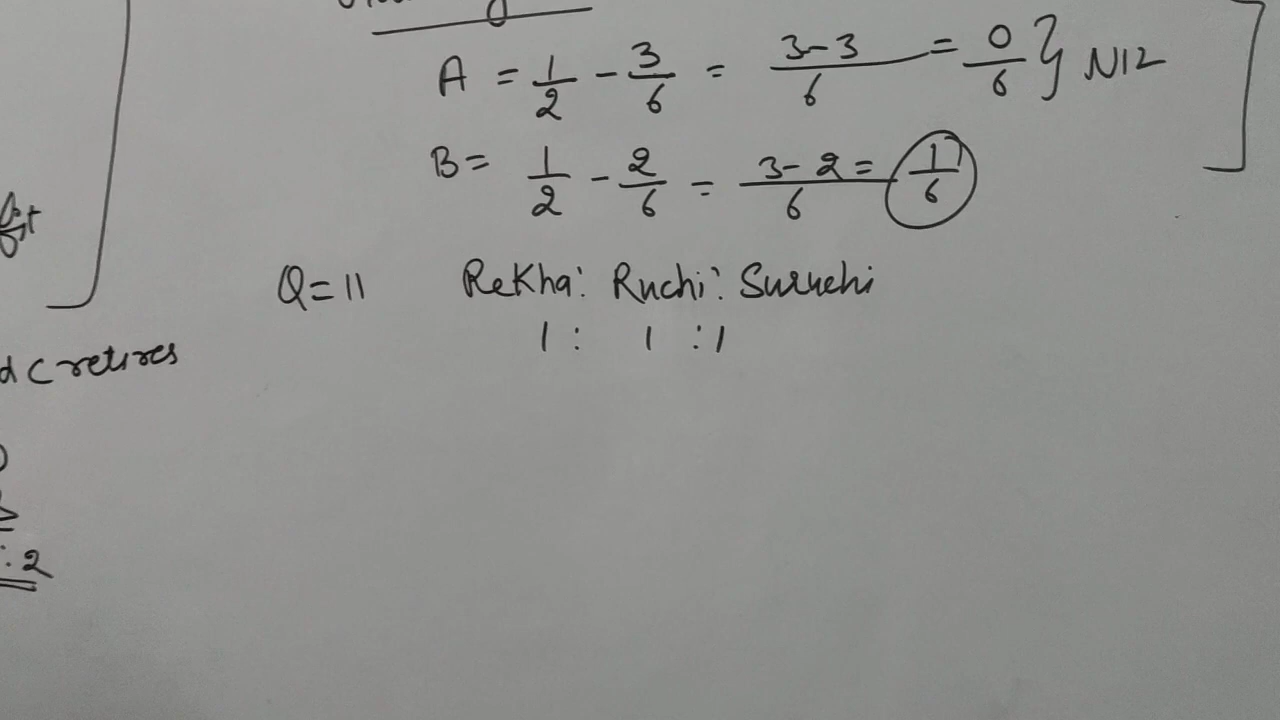 A = 1/2 - 3/6 = 3-3/6 = 0/6 } NIL
B = 1/2 - 2/6 = 3-2/6 = 1/6
Q=11 Rekha: Ruchi: Suruchi
1 : 1 : 1
C retires
: 2